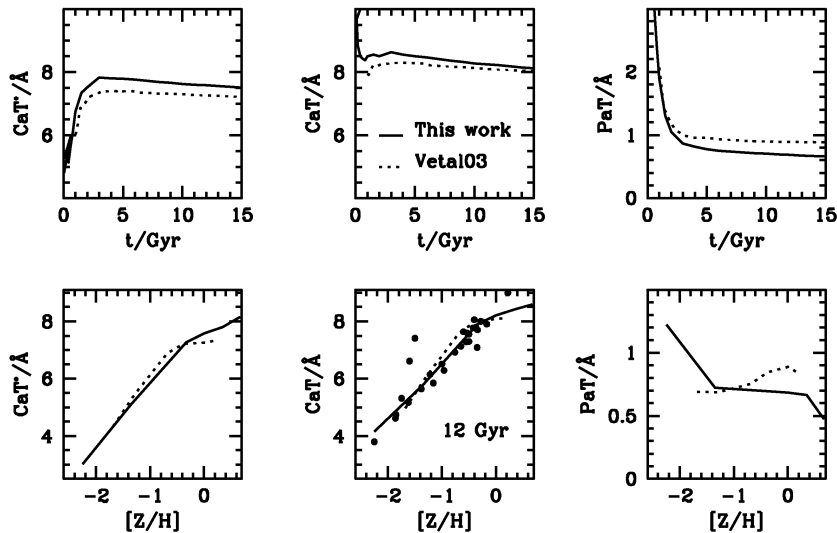 8
6
CaT*/Å
0 5 10 15
t/Gyr
8
6
CaT/Å
This work
Vetal03
0 5 10 15
t/Gyr
2
1
0
PaT/Å
0 5 10 15
t/Gyr
8
6
4
CaT*/Å
−2 −1 0
[Z/H]
8
6
4
CaT/Å
12 Gyr
−2 −1 0
[Z/H]
1
0.5
0
PaT/Å
−2 −1 0
[Z/H]